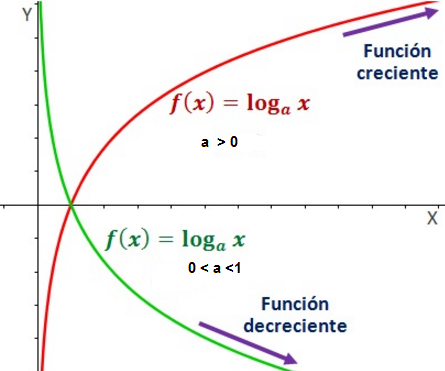 Y
Función
creciente
f(x) = logₐ x
a > 0
X
f(x) = logₐ x
0 < a <1
Función
decreciente